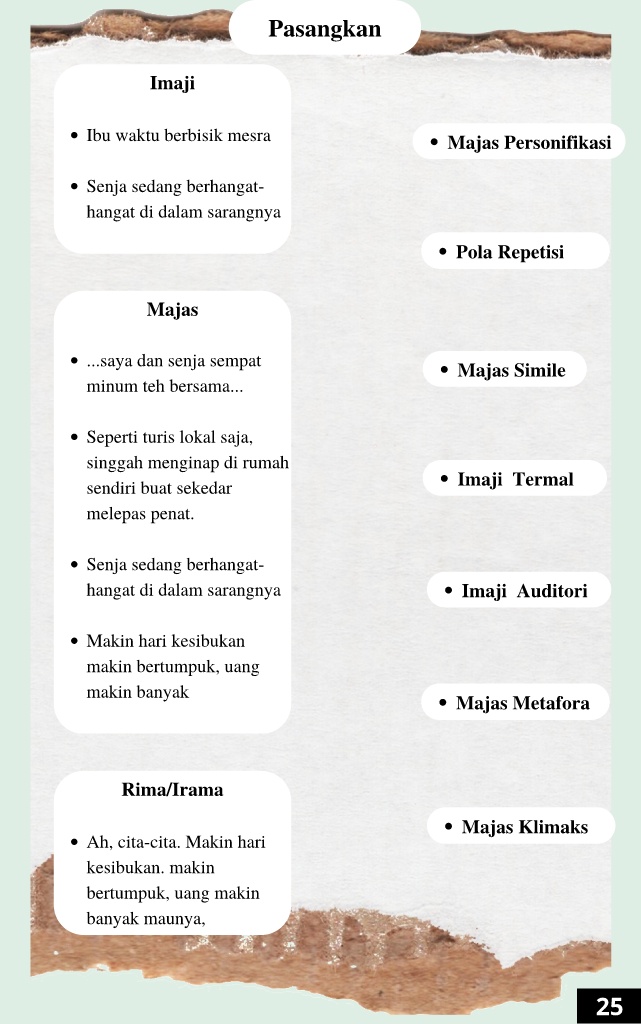 Pasangkan
Imaji
• Ibu waktu berbisik mesra
• Senja sedang berhangat-
hangat di dalam sarangnya
Majas
• ...saya dan senja sempat
minum teh bersama...
• Seperti turis lokal saja,
singgah menginap di rumah
sendiri buat sekedar
melepas penat.
• Senja sedang berhangat-
hangat di dalam sarangnya
• Makin hari kesibukan
makin bertumpuk, uang
makin banyak
Rima/Irama
• Ah, cita-cita. Makin hari
kesibukan. makin
bertumpuk, uang makin
banyak maunya,
• Majas Personifikasi
• Pola Repetisi
• Majas Simile
• Imaji Termal
• Imaji Auditori
• Majas Metafora
• Majas Klimaks
25